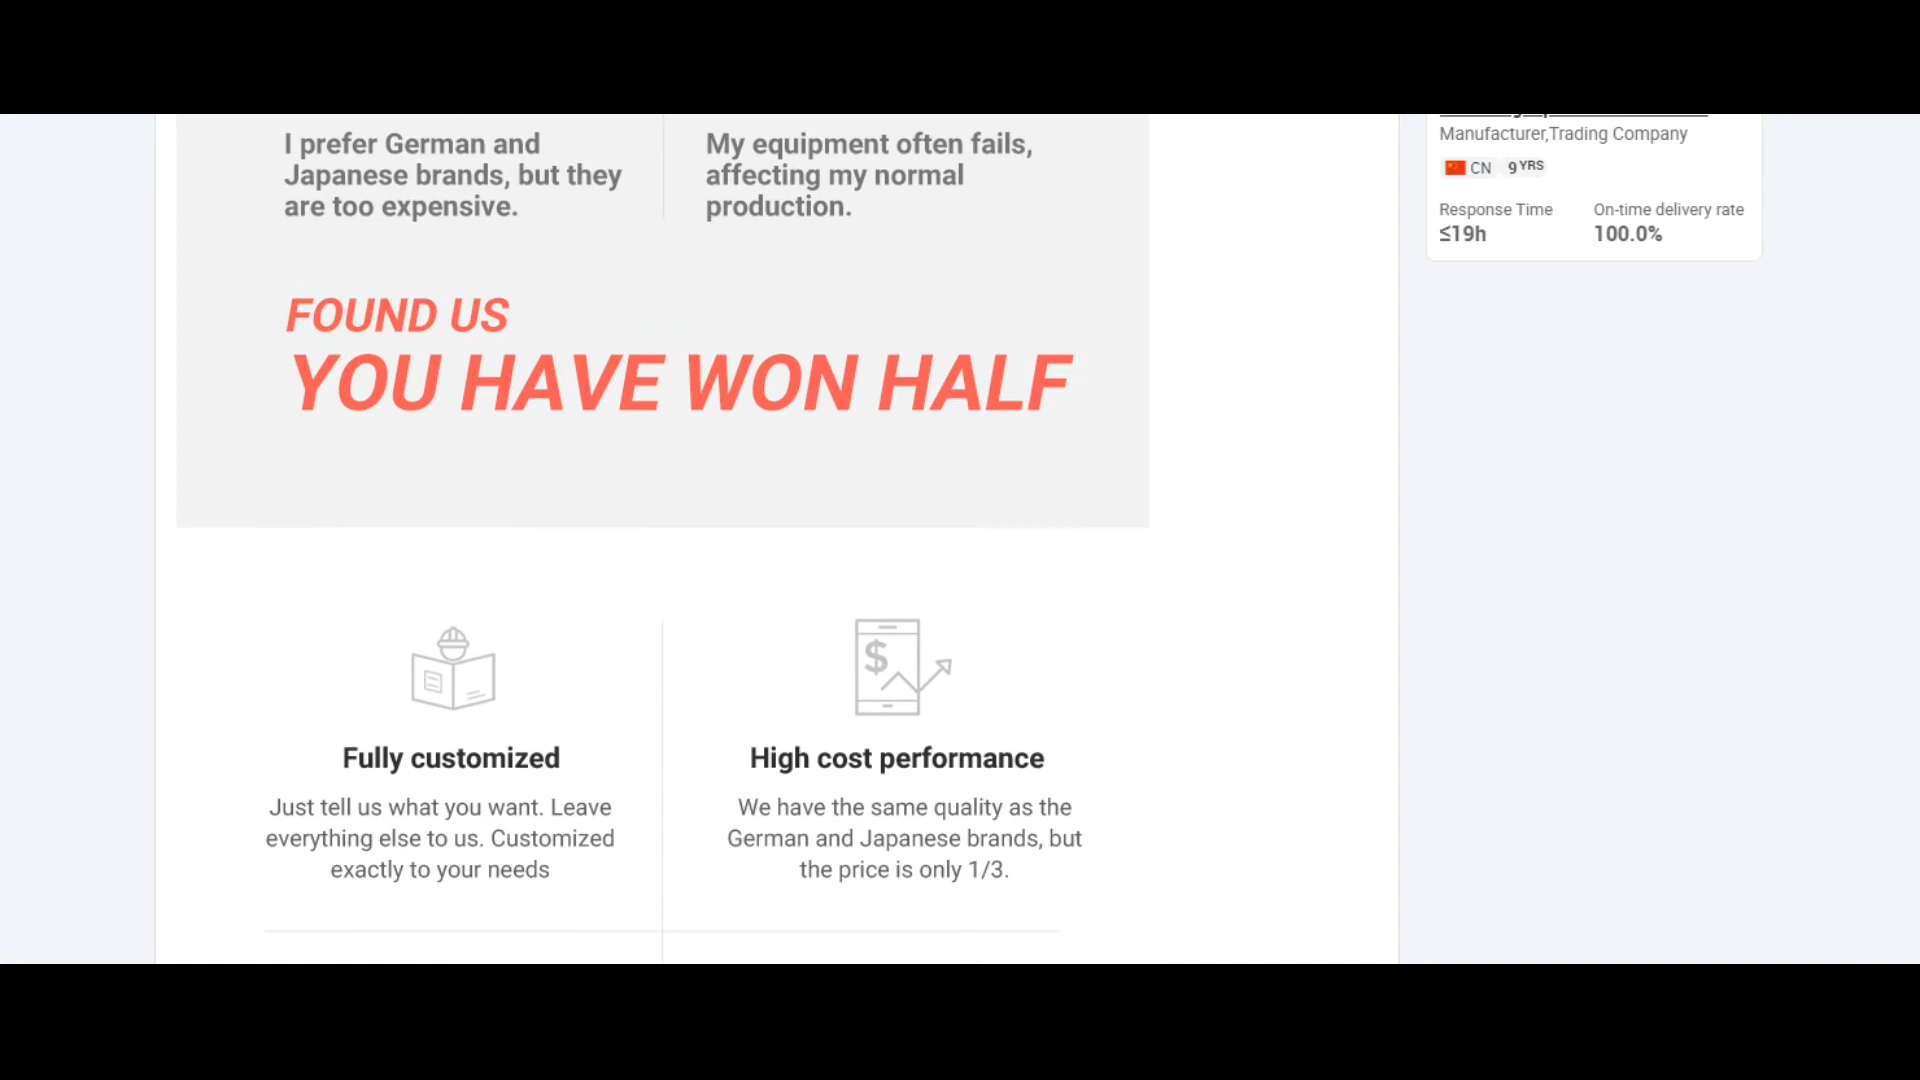 I prefer German and
Japanese brands, but they
are too expensive.
My equipment often fails,
affecting my normal
production.
FOUND US
YOU HAVE WON HALF
Fully customized
Just tell us what you want. Leave
everything else to us. Customized
exactly to your needs
High cost performance
$
We have the same quality as the
German and Japanese brands, but
the price is only 1/3.
Manufacturer,Trading Company
CN 9 YRS
Response Time
≤19h
On-time delivery rate
100.0%